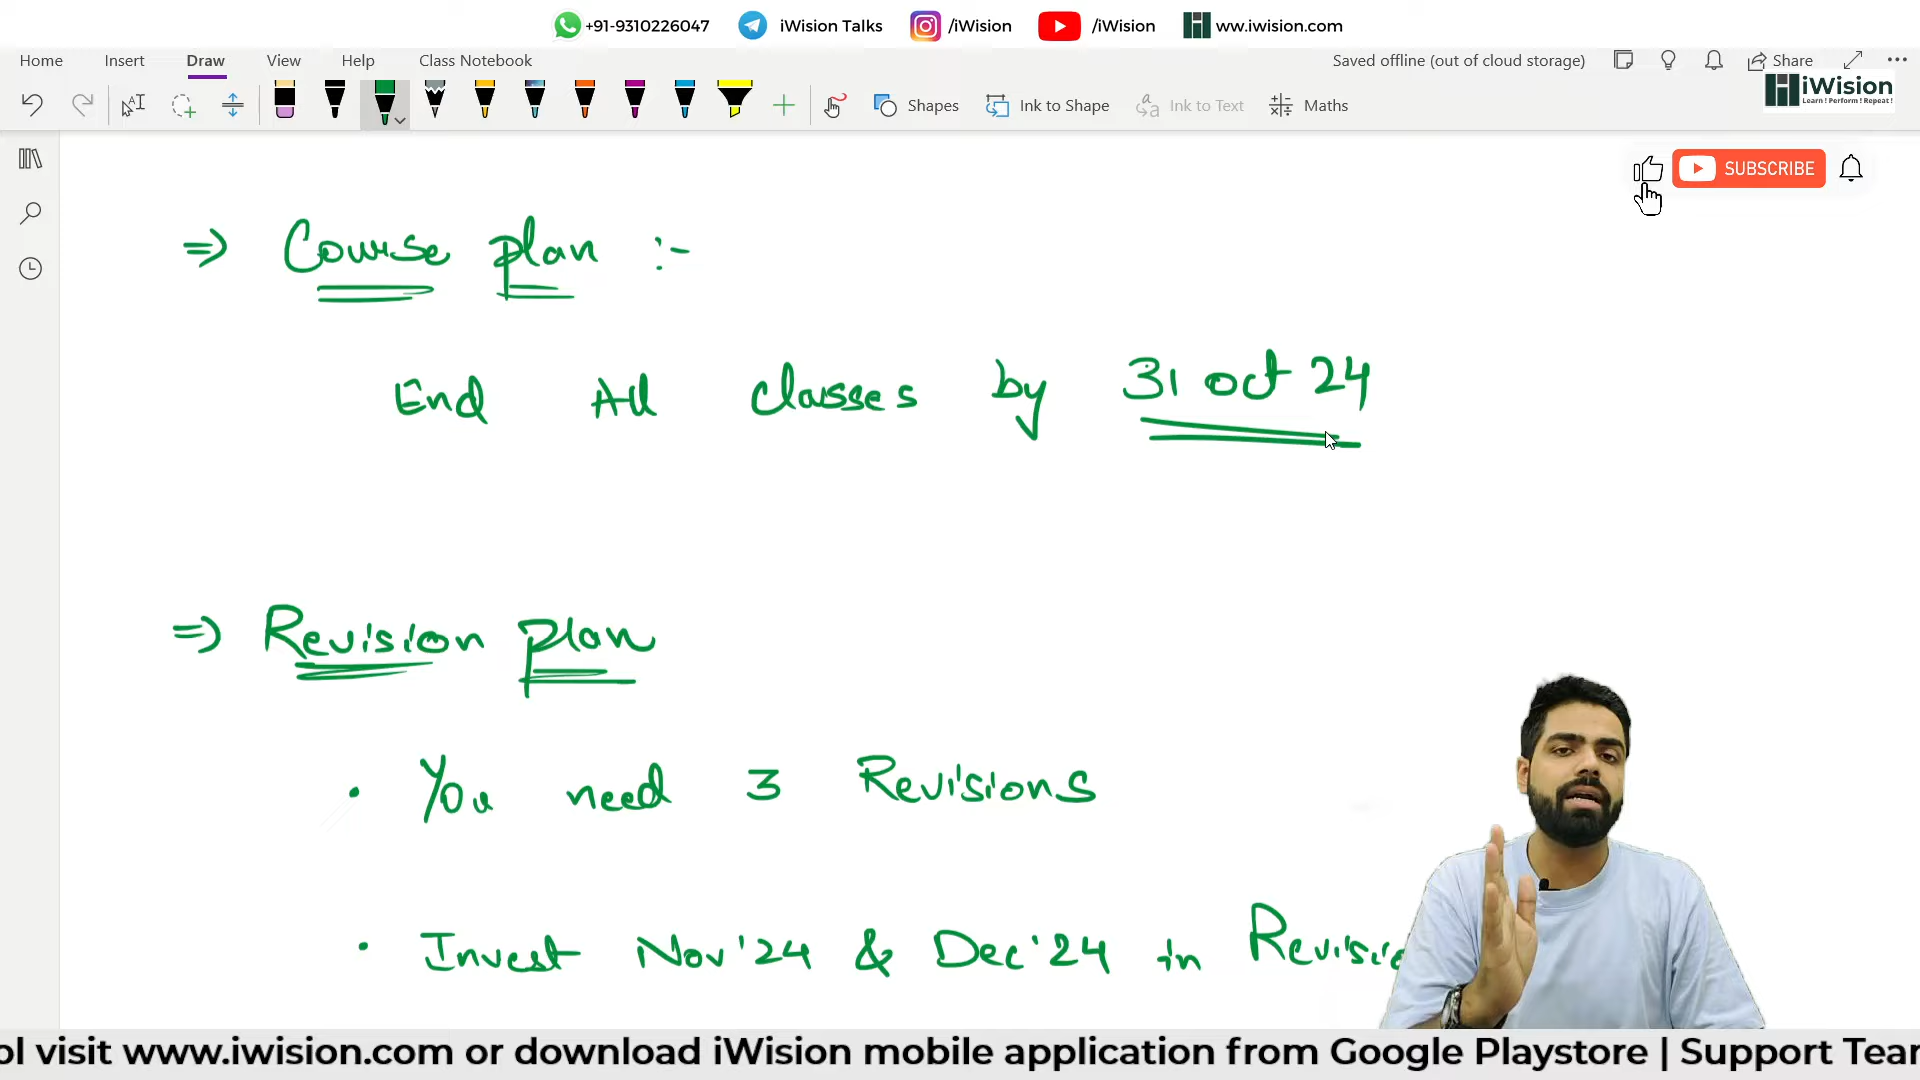 +91-9310226047 iWision Talks /iWision /iWision ww.iwision.com
Home Insert Draw View Help Class Notebook Saved offline (out of cloud storage) Share
Shapes Ink to Shape Ink to Text Maths
iWision
Learn ! Perform ! Repeat !
SUBSCRIBE
⇒ Course plan :-
End All classes by 31 oct 24
⇒ Revision plan
• You need 3 Revisions
• Invest Nov'24 & Dec'24 in Revisio
ol visit www.iwision.com or download iWision mobile application from Google Playstore | Support Tear